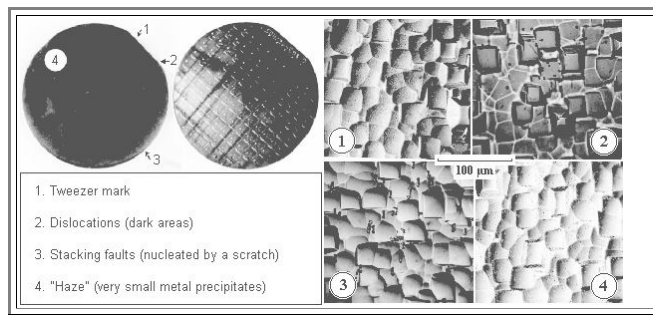 1
4
2
3
1. Tweezer mark
2. Dislocations (dark areas)
3. Stacking faults (nucleated by a scratch)
4. "Haze" (very small metal precipitates)
1
2
100 µm
3
4